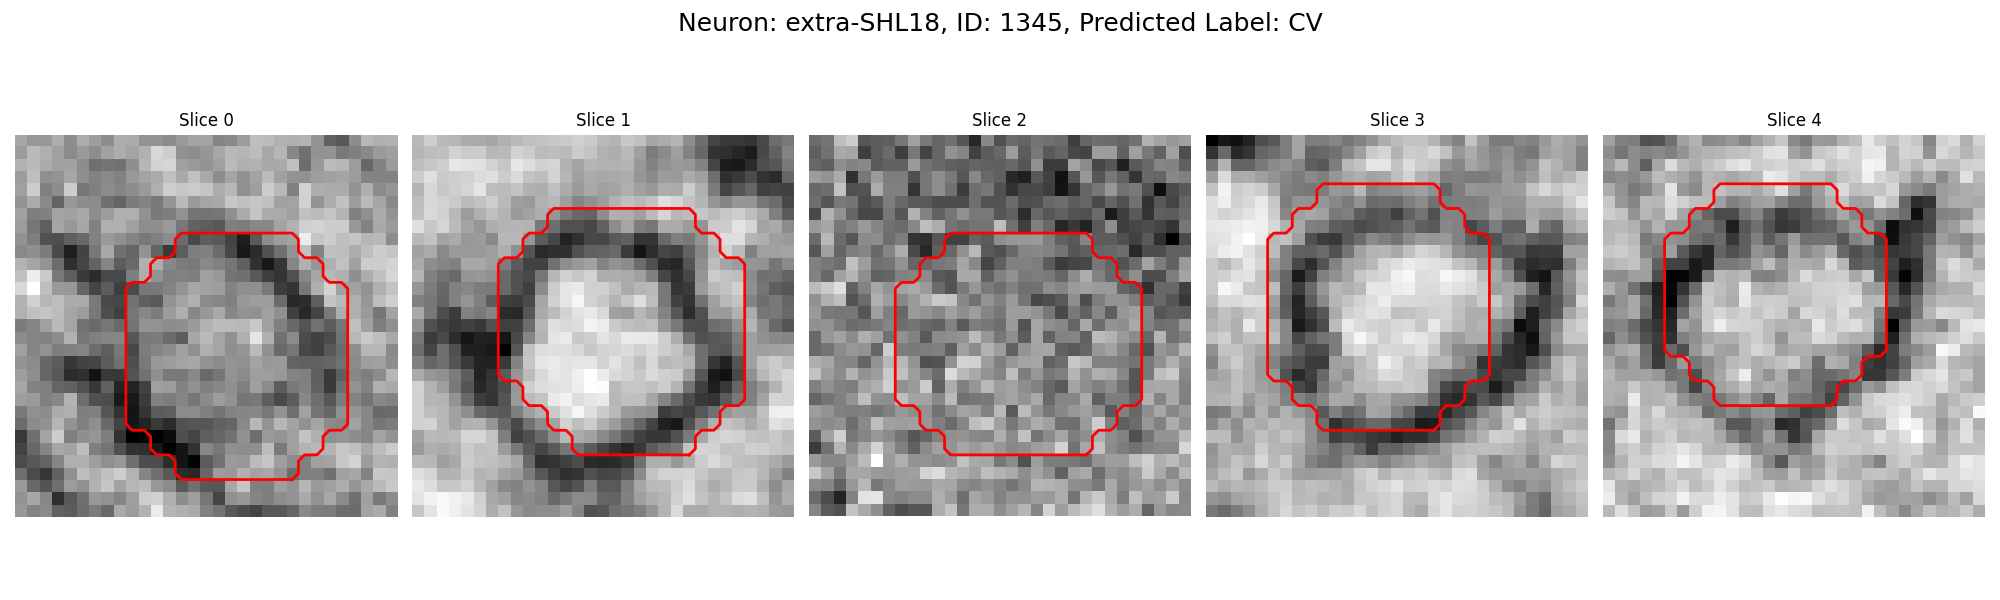 Neuron: extra-SHL18, ID: 1345, Predicted Label: CV
Slice 0
Slice 1
Slice 2
Slice 3
Slice 4